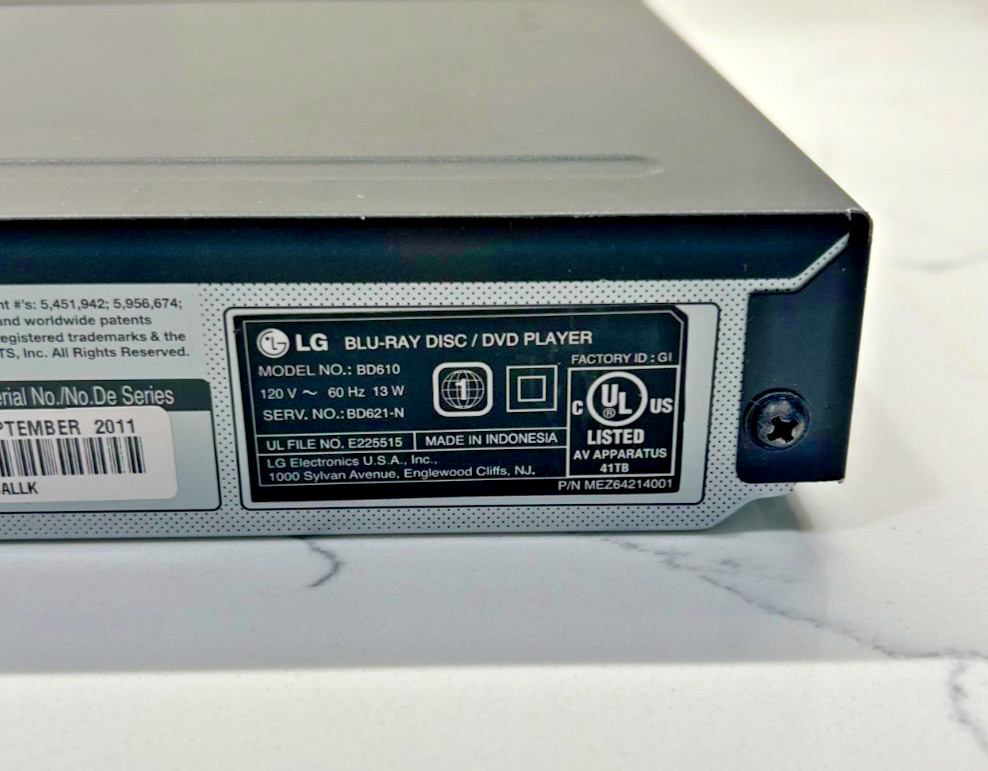 nt #'s: 5,451,942; 5,956,674;
and worldwide patents
egistered trademarks & the
TS, Inc. All Rights Reserved.
erial No./No.De Series
PTEMBER 2011
ALLK
LG BLU-RAY DISC / DVD PLAYER
MODEL NO.: BD610
120 V ~ 60 Hz 13 W
SERV. NO.: BD621-N
1
FACTORY ID : GI
C UL US
®
LISTED
AV APPARATUS
41TB
UL FILE NO. E225515
MADE IN INDONESIA
LG Electronics U.S.A., Inc.,
1000 Sylvan Avenue, Englewood Cliffs, NJ.
P/N MEZ64214001